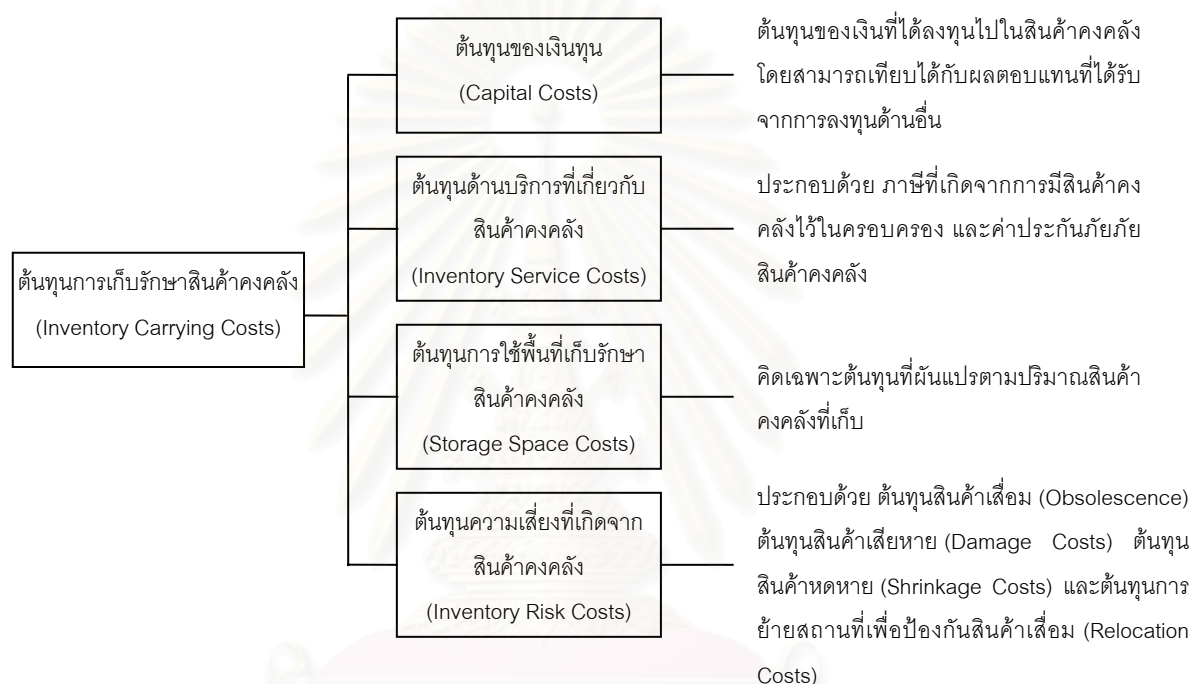 ต้นทุนการเก็บรักษาสินค้าคงคลัง
(Inventory Carrying Costs)
ต้นทุนของเงินทุน
(Capital Costs)
ต้นทุนของเงินที่ได้ลงทุนไปในสินค้าคงคลัง
โดยสามารถเทียบได้กับผลตอบแทนที่ได้รับ
จากการลงทุนด้านอื่น
ต้นทุนด้านบริการที่เกี่ยวกับ
สินค้าคงคลัง
(Inventory Service Costs)
ประกอบด้วย ภาษีที่เกิดจากการมีสินค้าคง
คลังไว้ในครอบครอง และค่าประกันภัยภัย
สินค้าคงคลัง
ต้นทุนการใช้พื้นที่เก็บรักษา
สินค้าคงคลัง
(Storage Space Costs)
คิดเฉพาะต้นทุนที่ผันแปรตามปริมาณสินค้า
คงคลังที่เก็บ
ต้นทุนความเสี่ยงที่เกิดจาก
สินค้าคงคลัง
(Inventory Risk Costs)
ประกอบด้วย ต้นทุนสินค้าเสื่อม (Obsolescence)
ต้นทุนสินค้าเสียหาย (Damage Costs) ต้นทุน
สินค้าหดหาย (Shrinkage Costs) และต้นทุนการ
ย้ายสถานที่เพื่อป้องกันสินค้าเสื่อม (Relocation
Costs)